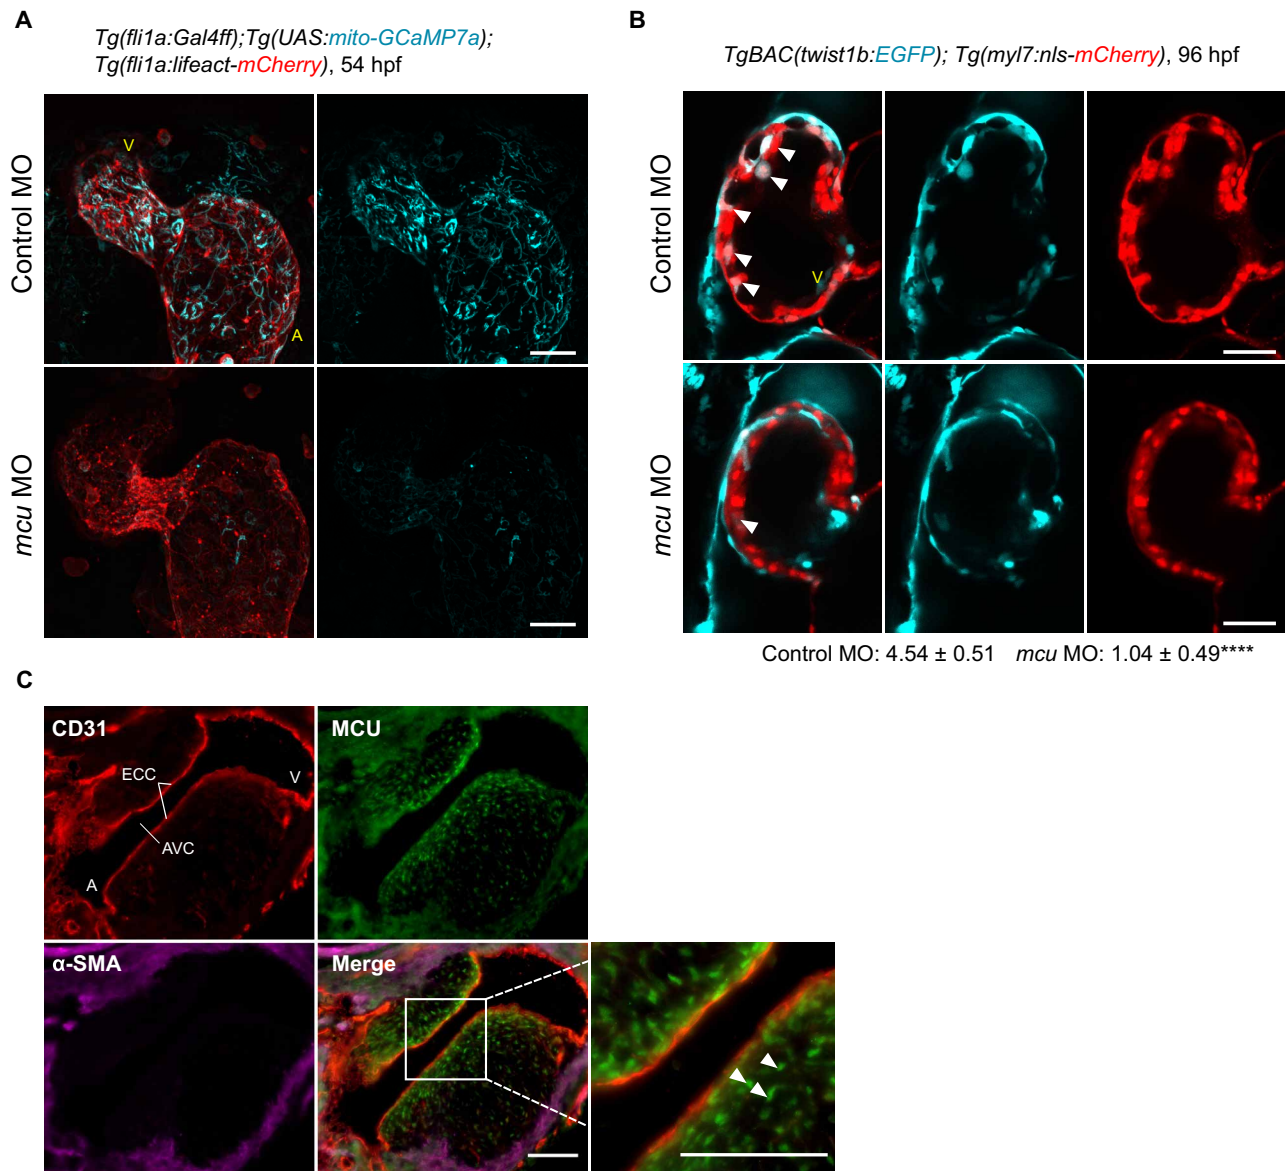 A
Tg(fli1a:Gal4ff);Tg(UAS:mito-GCaMP7a);
Tg(fli1a:lifeact-mCherry), 54 hpf
Control MO
V
A
mcu MO
B
TgBAC(twist1b:EGFP); Tg(myl7:nls-mCherry), 96 hpf
Control MO
V
mcu MO
Control MO: 4.54 ± 0.51 mcu MO: 1.04 ± 0.49****
C
CD31
ECC
V
AVC
A
MCU
α-SMA
Merge